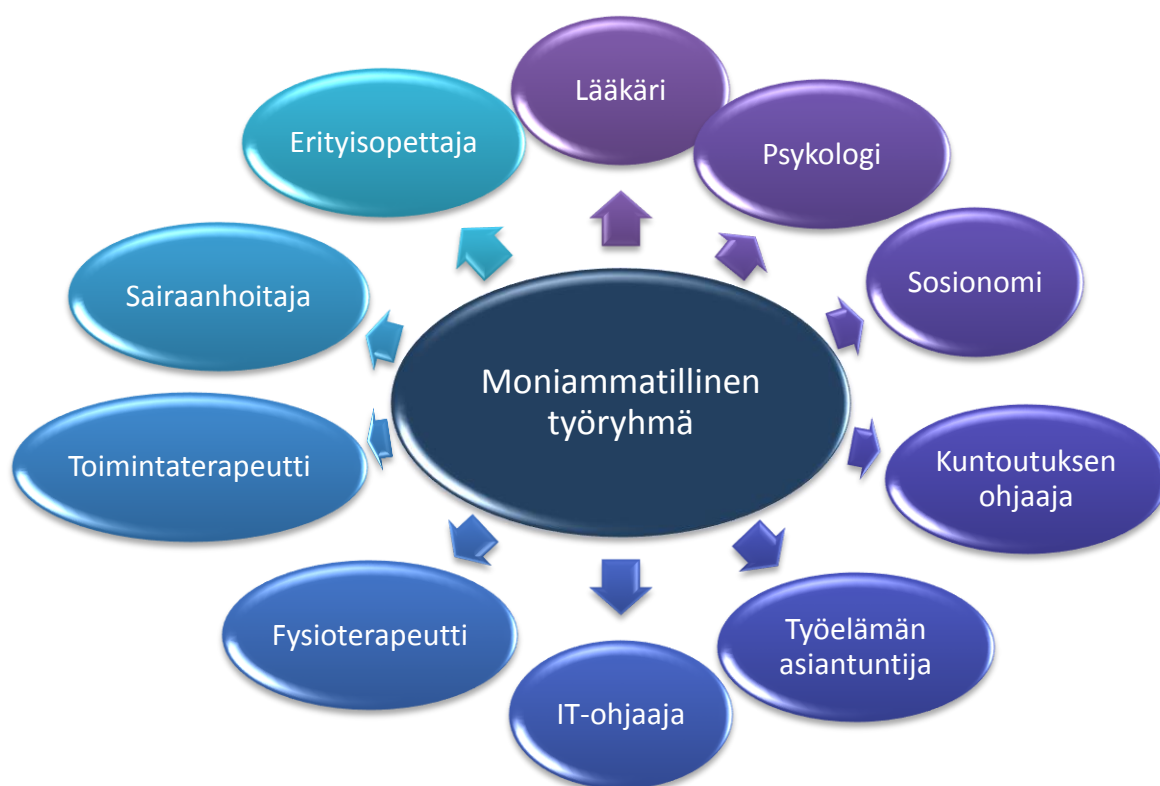 Lääkäri
Psykologi
Sosionomi
Kuntoutuksen
ohjaaja
Työelämän
asiantuntija
IT-ohjaaja
Fysioterapeutti
Toimintaterapeutti
Sairaanhoitaja
Erityisopettaja
Moniammatillinen
työryhmä